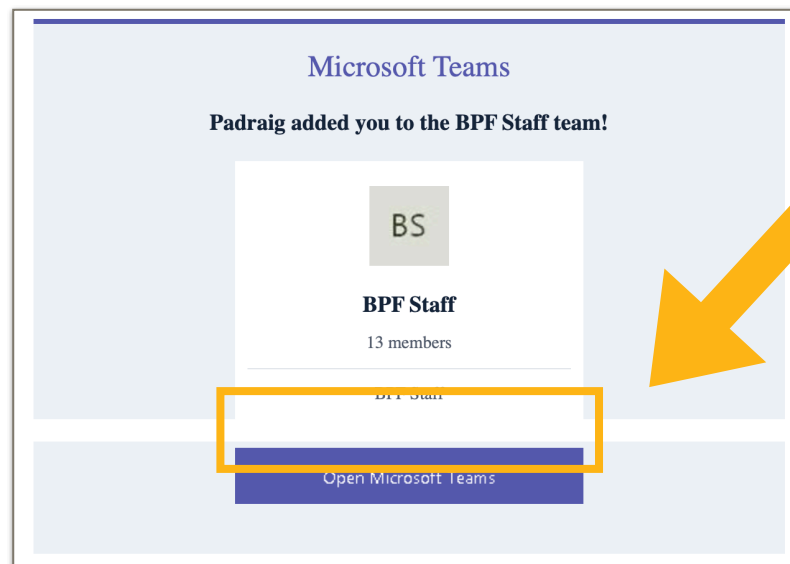 Microsoft Teams
Padraig added you to the BPF Staff team!
BS
BPF Staff
13 members
BPF Staff
Open Microsoft Teams